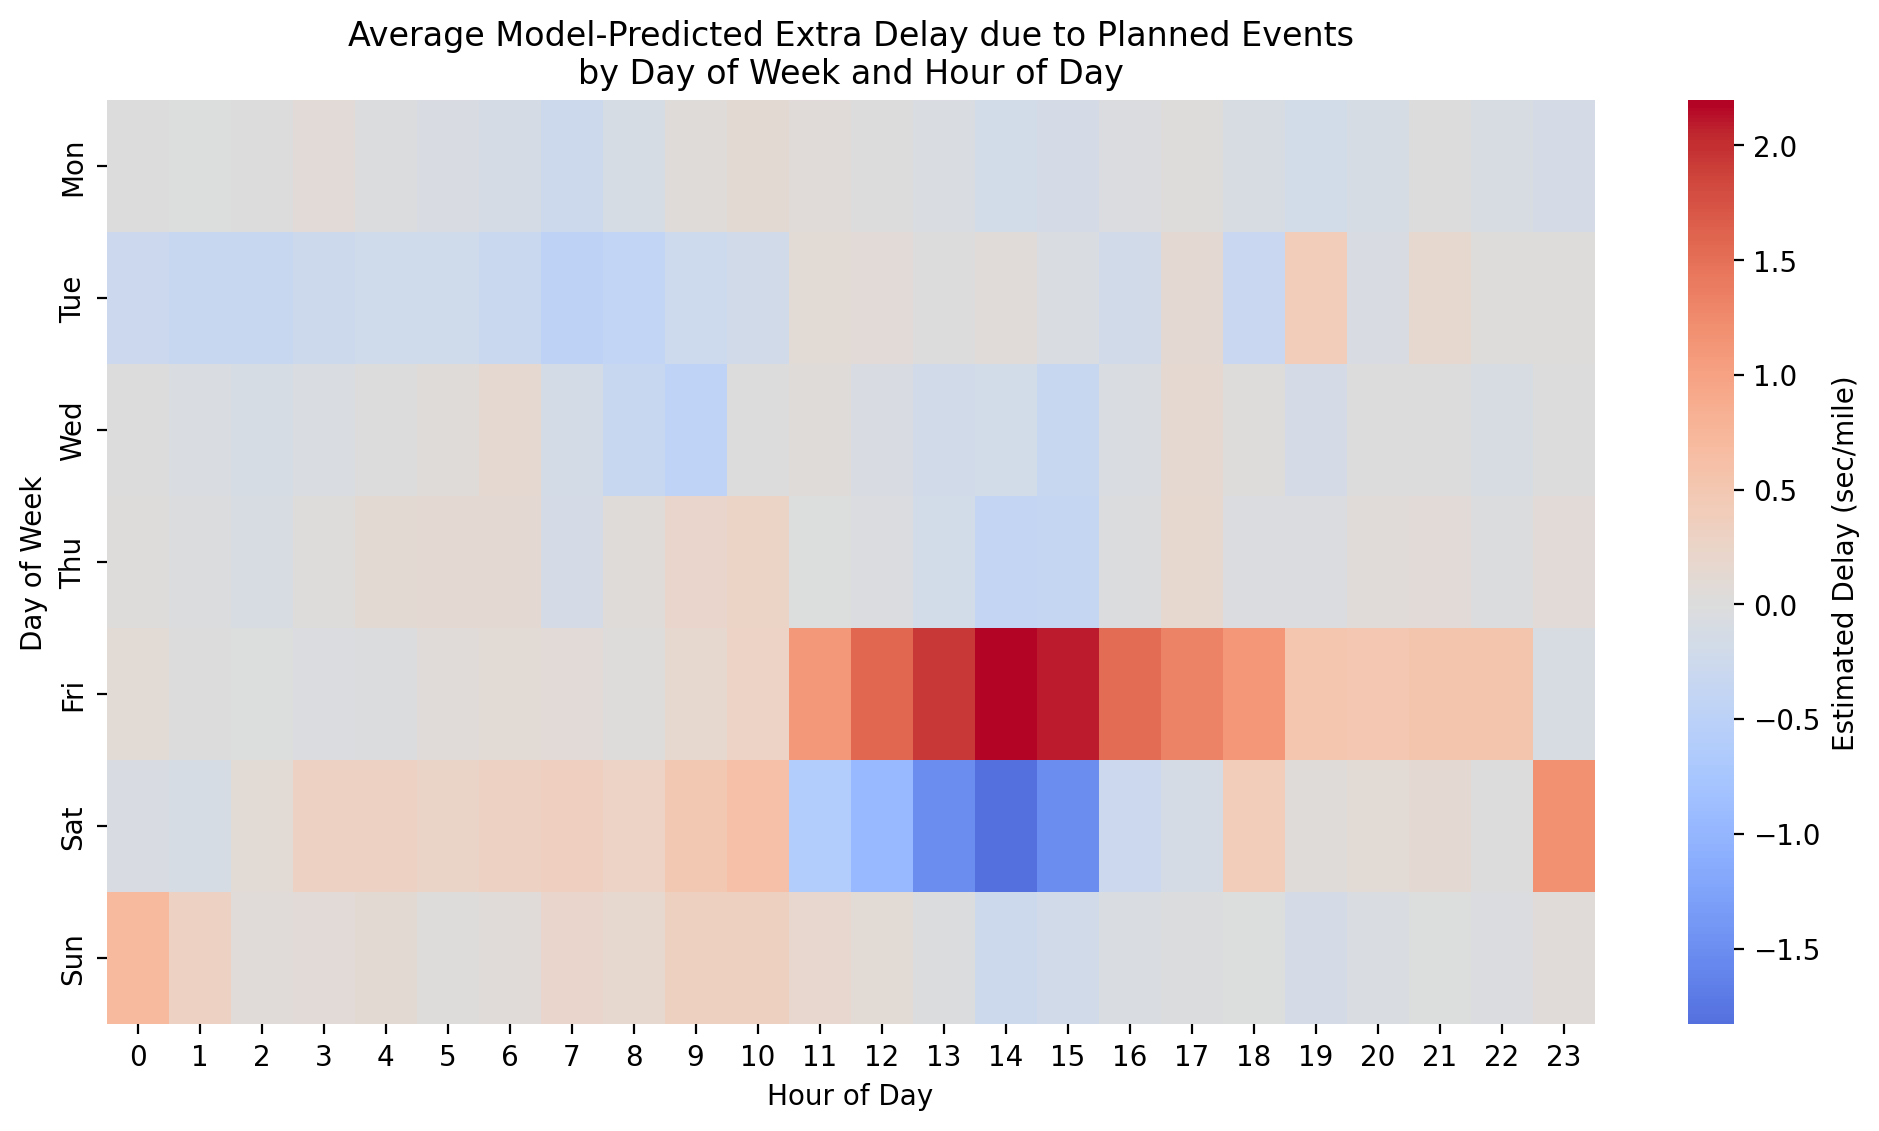 Average Model-Predicted Extra Delay due to Planned Events
by Day of Week and Hour of Day
Day of Week
Mon
Tue
Wed
Thu
Fri
Sat
Sun
0 1 2 3 4 5 6 7 8 9 10 11 12 13 14 15 16 17 18 19 20 21 22 23
Hour of Day
2.0
1.5
1.0
0.5
0.0
−0.5
−1.0
−1.5
Estimated Delay (sec/mile)